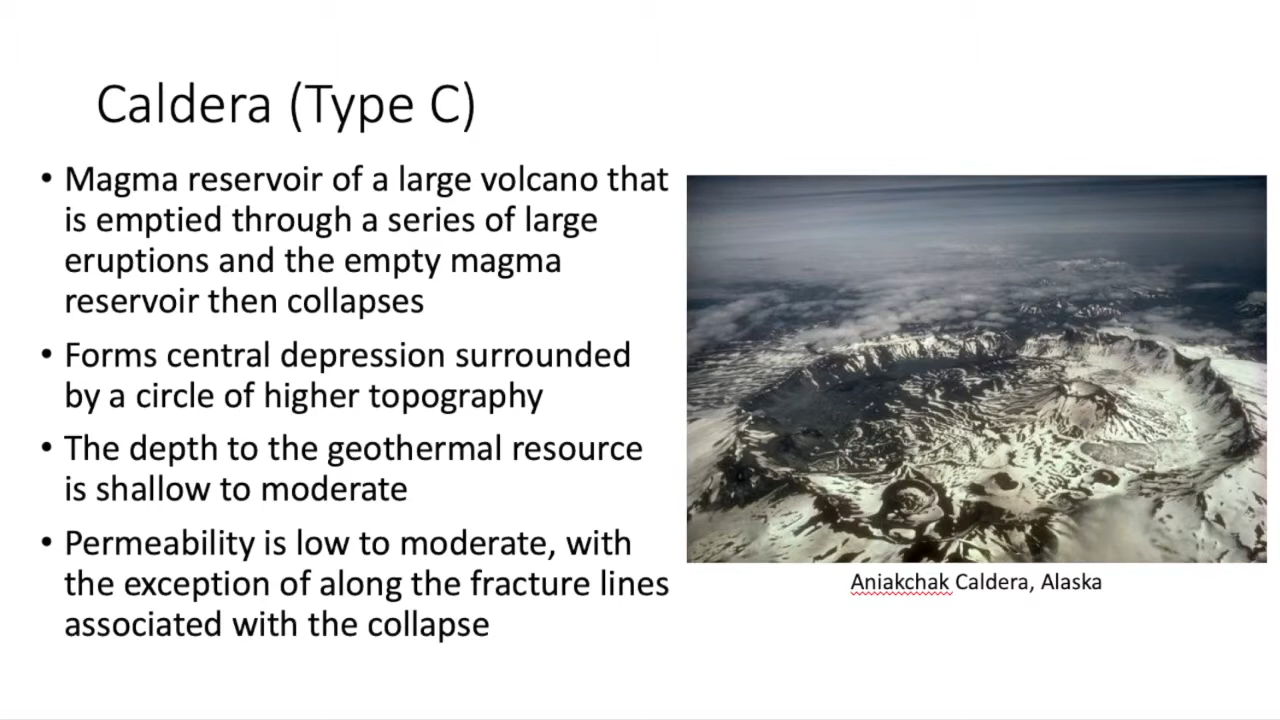 Caldera (Type C)
• Magma reservoir of a large volcano that
is emptied through a series of large
eruptions and the empty magma
reservoir then collapses
• Forms central depression surrounded
by a circle of higher topography
• The depth to the geothermal resource
is shallow to moderate
• Permeability is low to moderate, with
the exception of along the fracture lines
associated with the collapse
Aniakchak Caldera, Alaska